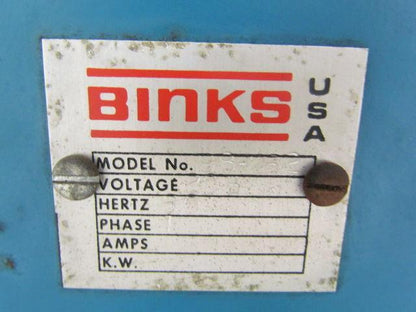 BINKS
USA
MODEL No.
VOLTAGE
HERTZ
PHASE
AMPS
K.W.